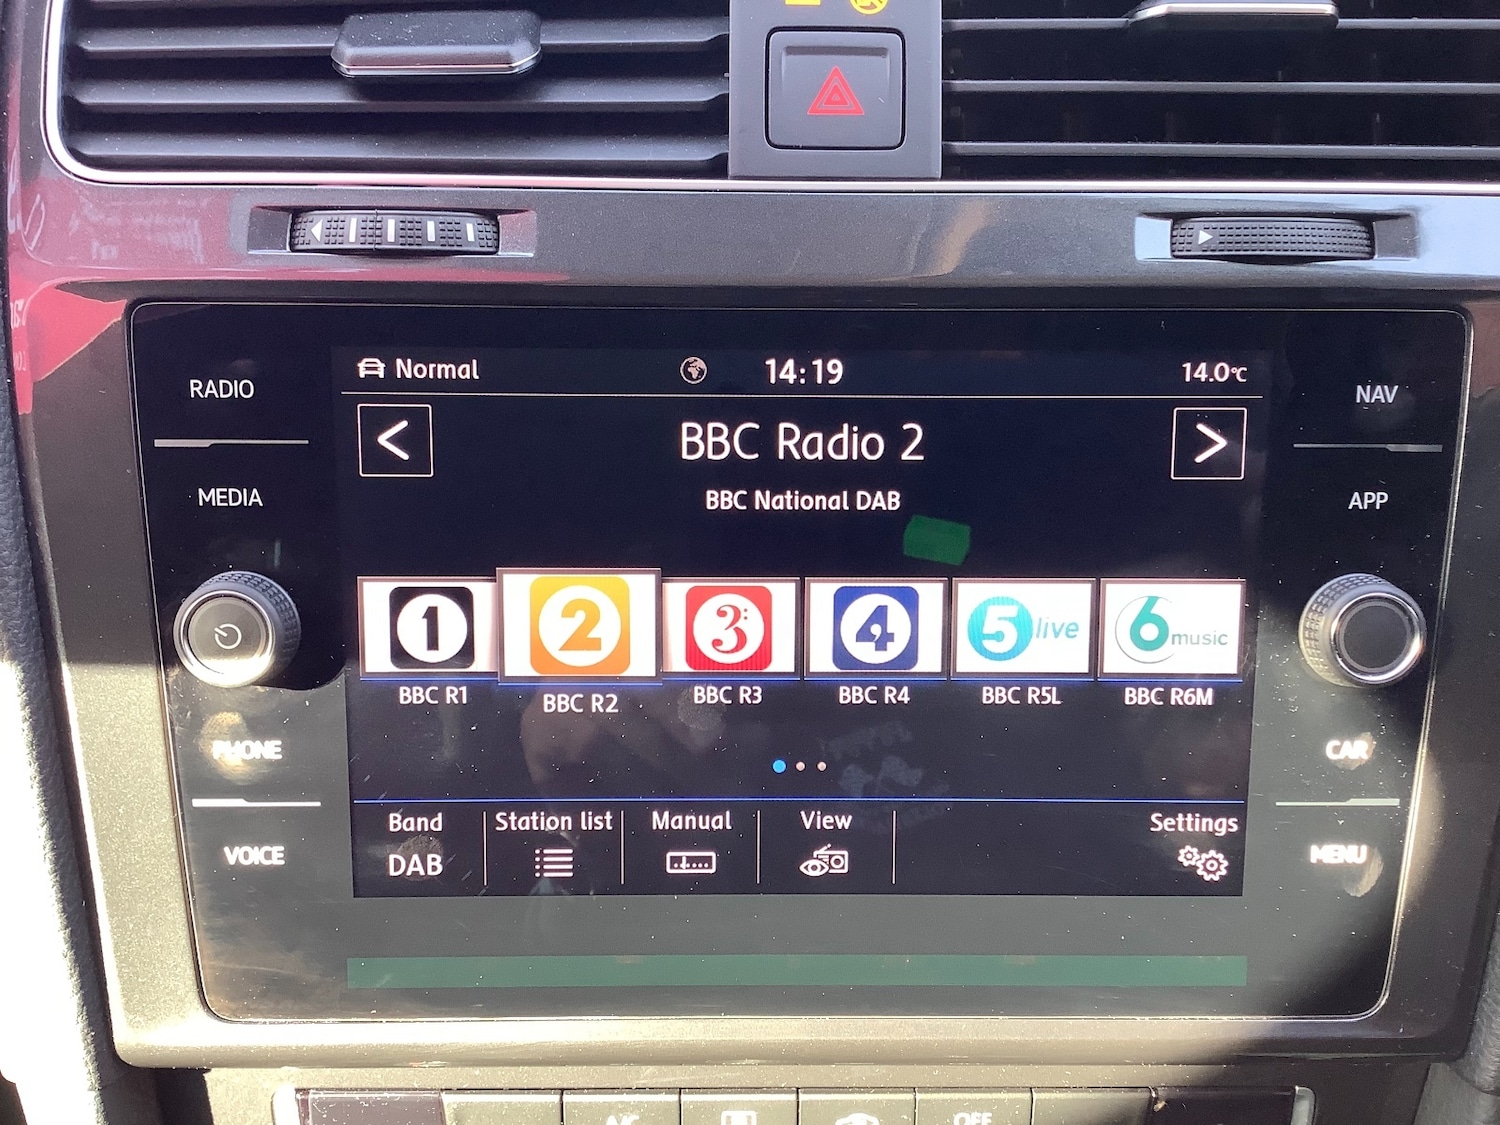 RADIO
MEDIA
PHONE
VOICE
NAV
APP
CAR
MENU
Normal
14:19
14.0°C
< BBC Radio 2 >
BBC National DAB
1 2 3 4 5 live 6 music
BBC R1 BBC R2 BBC R3 BBC R4 BBC R5L BBC R6M
Band Station list Manual View Settings
DAB
A/C OFF